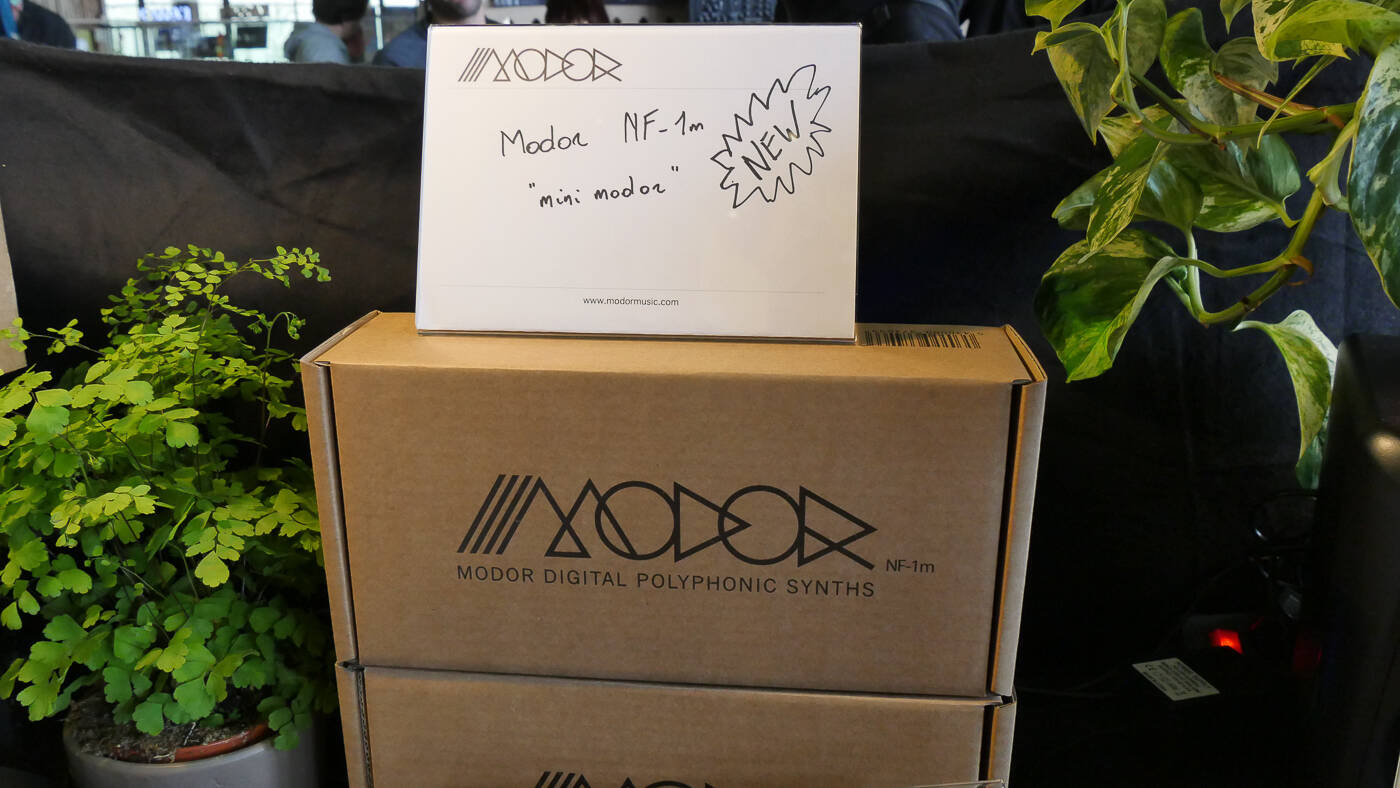 MODOR
Modor NF-1m
"mini modor"
NEW
www.modormusic.com
MODOR
NF-1m
MODOR DIGITAL POLYPHONIC SYNTHS